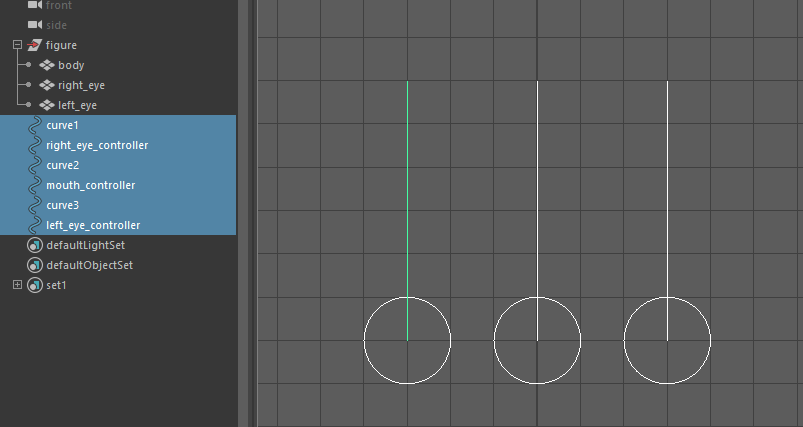 front
side
figure
body
right_eye
left_eye
curve1
right_eye_controller
curve2
mouth_controller
curve3
left_eye_controller
defaultLightSet
defaultObjectSet
set1